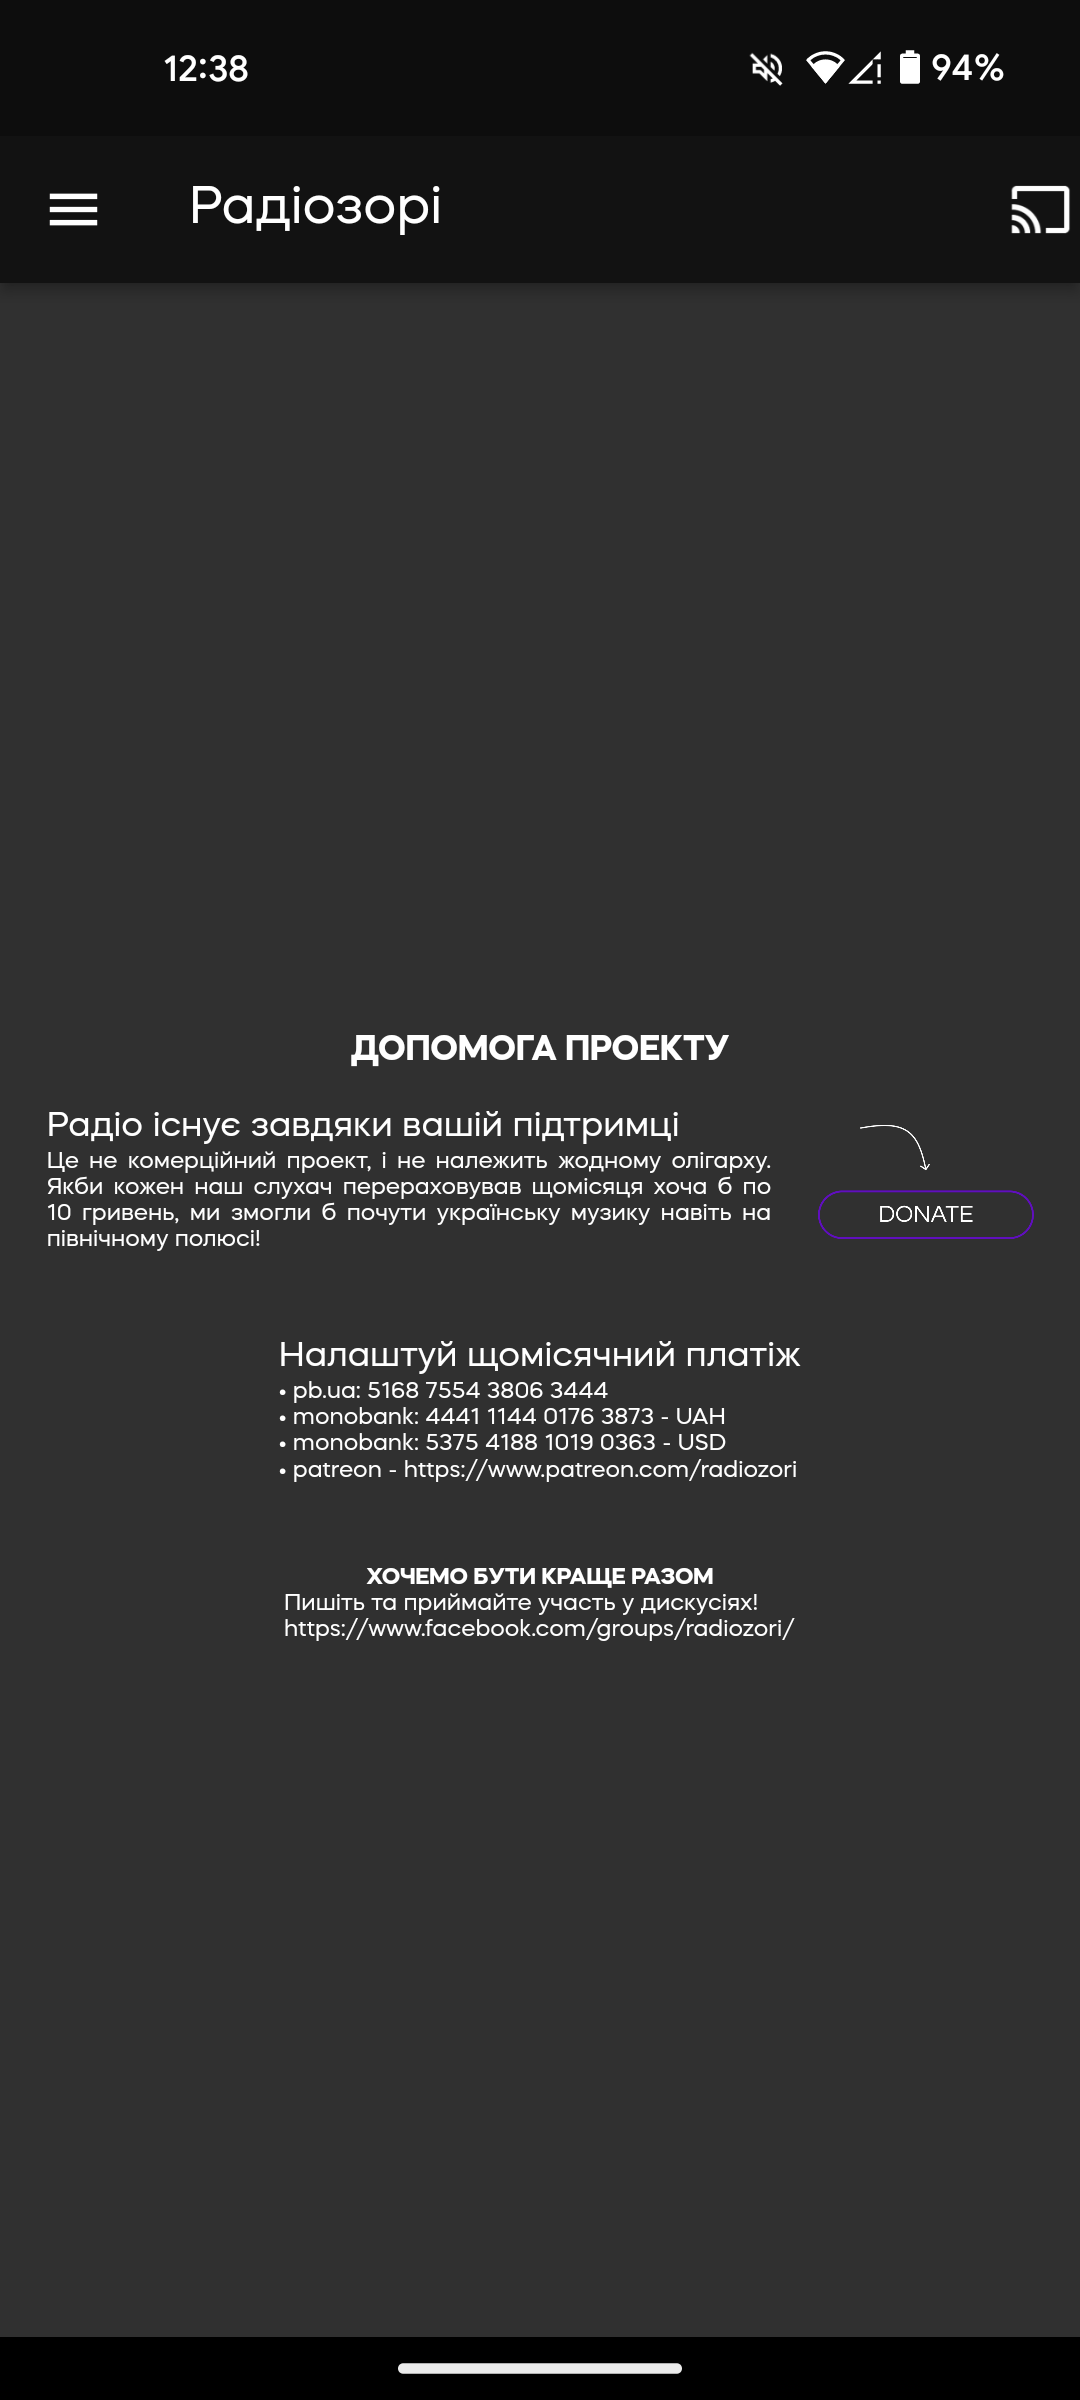 12:38
94%
Радіозорі
ДОПОМОГА ПРОЕКТУ
Радіо існує завдяки вашій підтримці
Це не комерційний проект, і не належить жодному олігарху.
Якби кожен наш слухач перераховував щомісяця хоча б по
10 гривень, ми змогли б почути українську музику навіть на
північному полюсі!
DONATE
Налаштуй щомісячний платіж
• pb.ua: 5168 7554 3806 3444
• monobank: 4441 1144 0176 3873 - UAH
• monobank: 5375 4188 1019 0363 - USD
• patreon - https://www.patreon.com/radiozori
ХОЧЕМО БУТИ КРАЩЕ РАЗОМ
Пишіть та приймайте участь у дискусіях!
https://www.facebook.com/groups/radiozori/